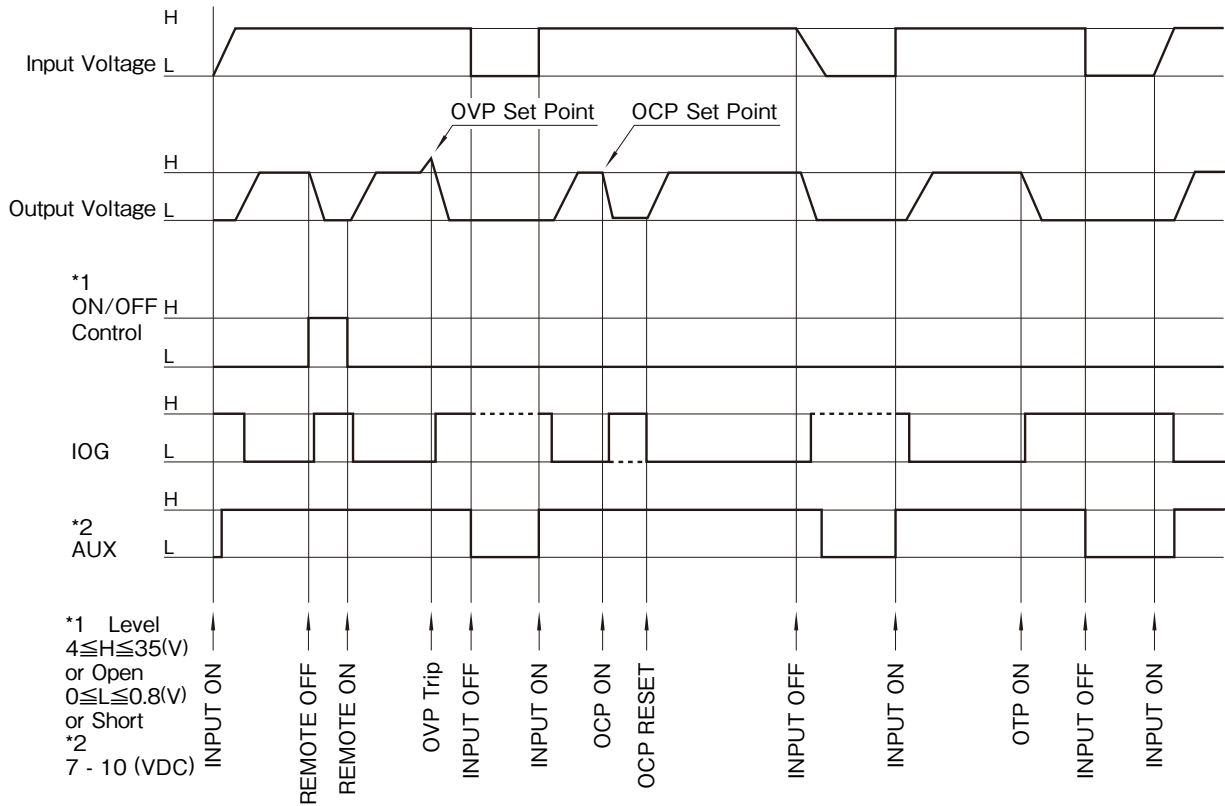 H
Input Voltage L
OVP Set Point OCP Set Point
H
Output Voltage L
*1
ON/OFF H
Control
L
H
IOG L
H
*2
AUX L
*1 Level
4≦H≦35(V)
or Open
0≦L≦0.8(V)
or Short
*2
7 - 10 (VDC)
INPUT ON
REMOTE OFF
REMOTE ON
OVP Trip
INPUT OFF
INPUT ON
OCP ON
OCP RESET
INPUT OFF
INPUT ON
OTP ON
INPUT OFF
INPUT ON